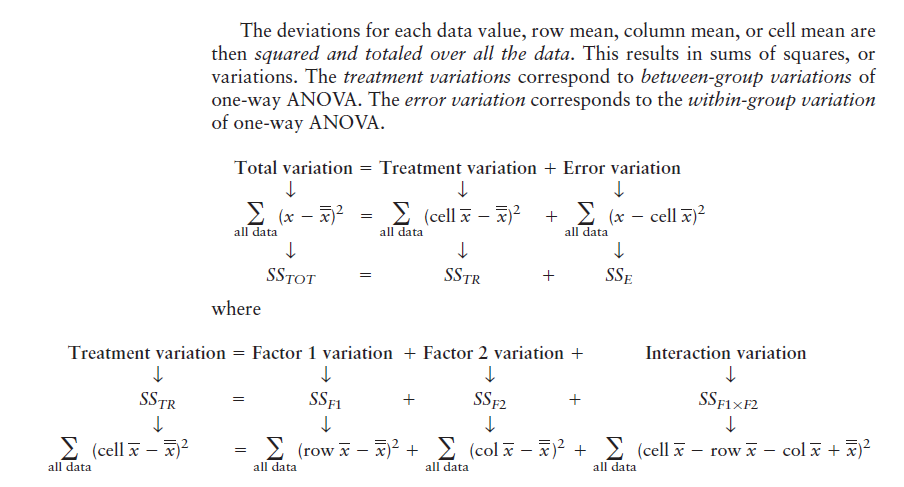 The deviations for each data value, row mean, column mean, or cell mean are
then squared and totaled over all the data. This results in sums of squares, or
variations. The treatment variations correspond to between-group variations of
one-way ANOVA. The error variation corresponds to the within-group variation
of one-way ANOVA.
Total variation = Treatment variation + Error variation
↓ ↓ ↓
∑ (x − x̿)² = ∑ (cell x̅ − x̿)² + ∑ (x − cell x̅)²
all data all data all data
↓ ↓ ↓
SS_TOT = SS_TR + SS_E
where
Treatment variation = Factor 1 variation + Factor 2 variation + Interaction variation
↓ ↓ ↓ ↓
SS_TR = SS_F1 + SS_F2 + SS_F1×F2
↓ ↓ ↓ ↓
∑ (cell x̅ − x̿)² = ∑ (row x̅ − x̿)² + ∑ (col x̅ − x̿)² + ∑ (cell x̅ − row x̅ − col x̅ + x̿)²
all data all data all data all data